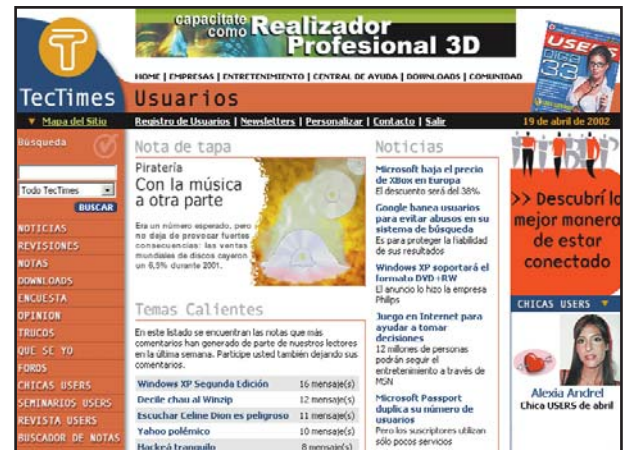 capacitate
como Realizador
Profesional 3D
USERS
TecTimes
HOME | EMPRESAS | ENTRETENIMIENTO | CENTRAL DE AYUDA | DOWNLOADS | COMUNIDAD
Usuarios
Mapa del Sitio
Registro de Usuarios | Newsletters | Personalizar | Contacto | Salir
19 de abril de 2002
Búsqueda
Todo TecTimes
BUSCAR
NOTICIAS
REVISIONES
NOTAS
DOWNLOADS
ENCUESTA
OPINION
TRUCOS
QUE SE YO
FOROS
CHICAS USERS
SEMINARIOS USERS
REVISTA USERS
BUSCADOR DE NOTAS
Nota de tapa
Piratería
Con la música
a otra parte
Era un número esperado, pero
no deja de provocar fuertes
consecuencias: las ventas
mundiales de discos cayeron
un 6,5% durante 2001.
Temas Calientes
En este listado se encuentran las notas que más
comentarios han generado de parte de nuestros lectores
en la última semana. Participe usted también dejando sus
comentarios.
Windows XP Segunda Edición 16 mensaje(s)
Decile chau al Winzip 12 mensaje(s)
Escuchar Celine Dion es peligroso 11 mensaje(s)
Yahoo polémico 10 mensaje(s)
Hackeá tranquilo 8 mensaje(s)
Noticias
Microsoft baja el precio
de XBox en Europa
El descuento será del 38%
Google banea usuarios
para evitar abusos en su
sistema de búsqueda
Es para proteger la fiabilidad
de sus resultados
Windows XP soportará el
formato DVD+RW
El anuncio lo hizo la empresa
Philips
Juego en Internet para
ayudar a tomar
decisiones
12 millones de personas
podrán seguir el
entretenimiento a través de
MSN
Microsoft Passport
duplica su número de
usuarios
Pero los suscriptores utilizan
sólo pocos servicios
>> Descubrí la
mejor manera
de estar
conectado
CHICAS USERS
Alexia Andrel
Chica USERS de abril